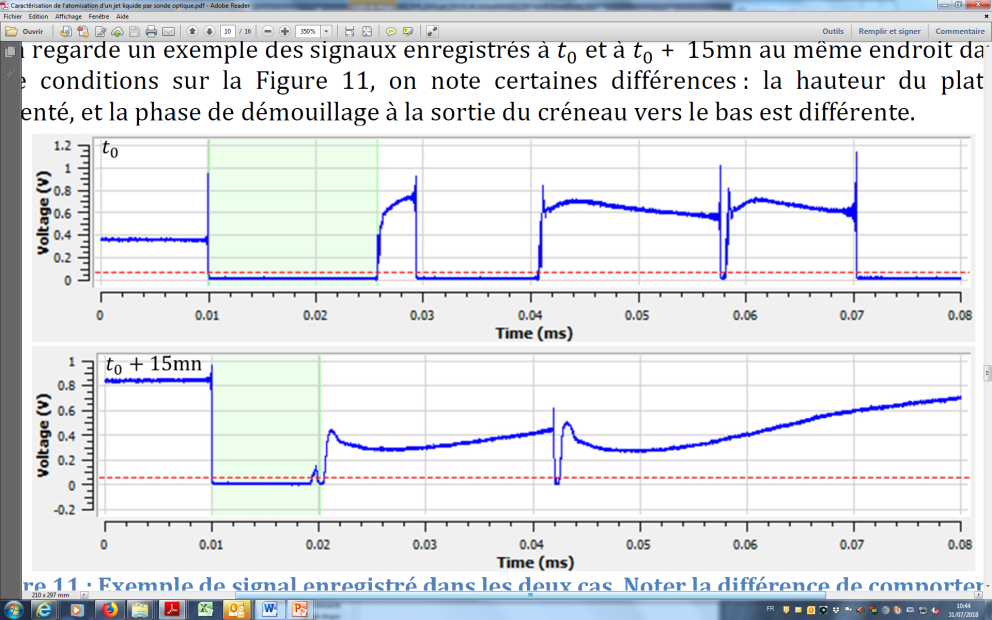 Caractérisation de l'atomisation d'un jet liquide par sonde optique.pdf - Adobe Reader
Fichier Edition Affichage Fenêtre Aide
Ouvrir 10 / 16 350% Outils Remplir et signer Commentaire
regarde un exemple des signaux enregistrés à t₀ et à t₀ + 15mn au même endroit da
conditions sur la Figure 11, on note certaines différences : la hauteur du plat
enté, et la phase de démouillage à la sortie du créneau vers le bas est différente.
t₀
Voltage (V)
1.2
1
0.8
0.6
0.4
0.2
0
0 0.01 0.02 0.03 0.04 0.05 0.06 0.07 0.08
Time (ms)
t₀ + 15mn
Voltage (V)
1
0.8
0.6
0.4
0.2
0
-0.2
0 0.01 0.02 0.03 0.04 0.05 0.06 0.07 0.08
Time (ms)
re 11 : Exemple de signal enregistré dans les deux cas. Noter la différence de comporter
210 x 297 mm
FR 10:44
31/07/2018